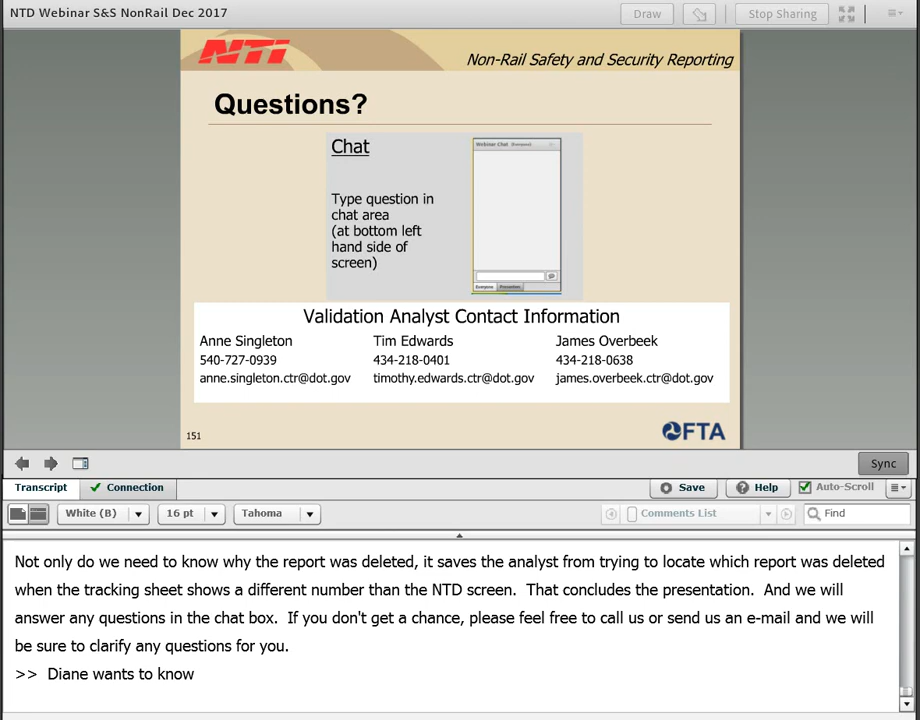 NTD Webinar S&S NonRail Dec 2017
Draw
Stop Sharing
NTI
Non-Rail Safety and Security Reporting
Questions?
Chat
Type question in
chat area
(at bottom left
hand side of
screen)
Webinar Chat (Everyone)
Everyone
Presenters
Validation Analyst Contact Information
Anne Singleton Tim Edwards James Overbeek
540-727-0939 434-218-0401 434-218-0638
anne.singleton.ctr@dot.gov timothy.edwards.ctr@dot.gov james.overbeek.ctr@dot.gov
151
FTA
Sync
Transcript Connection Save Help Auto-Scroll
White (B) 16 pt Tahoma Comments List Find
Not only do we need to know why the report was deleted, it saves the analyst from trying to locate which report was deleted
when the tracking sheet shows a different number than the NTD screen. That concludes the presentation. And we will
answer any questions in the chat box. If you don't get a chance, please feel free to call us or send us an e-mail and we will
be sure to clarify any questions for you.
>> Diane wants to know